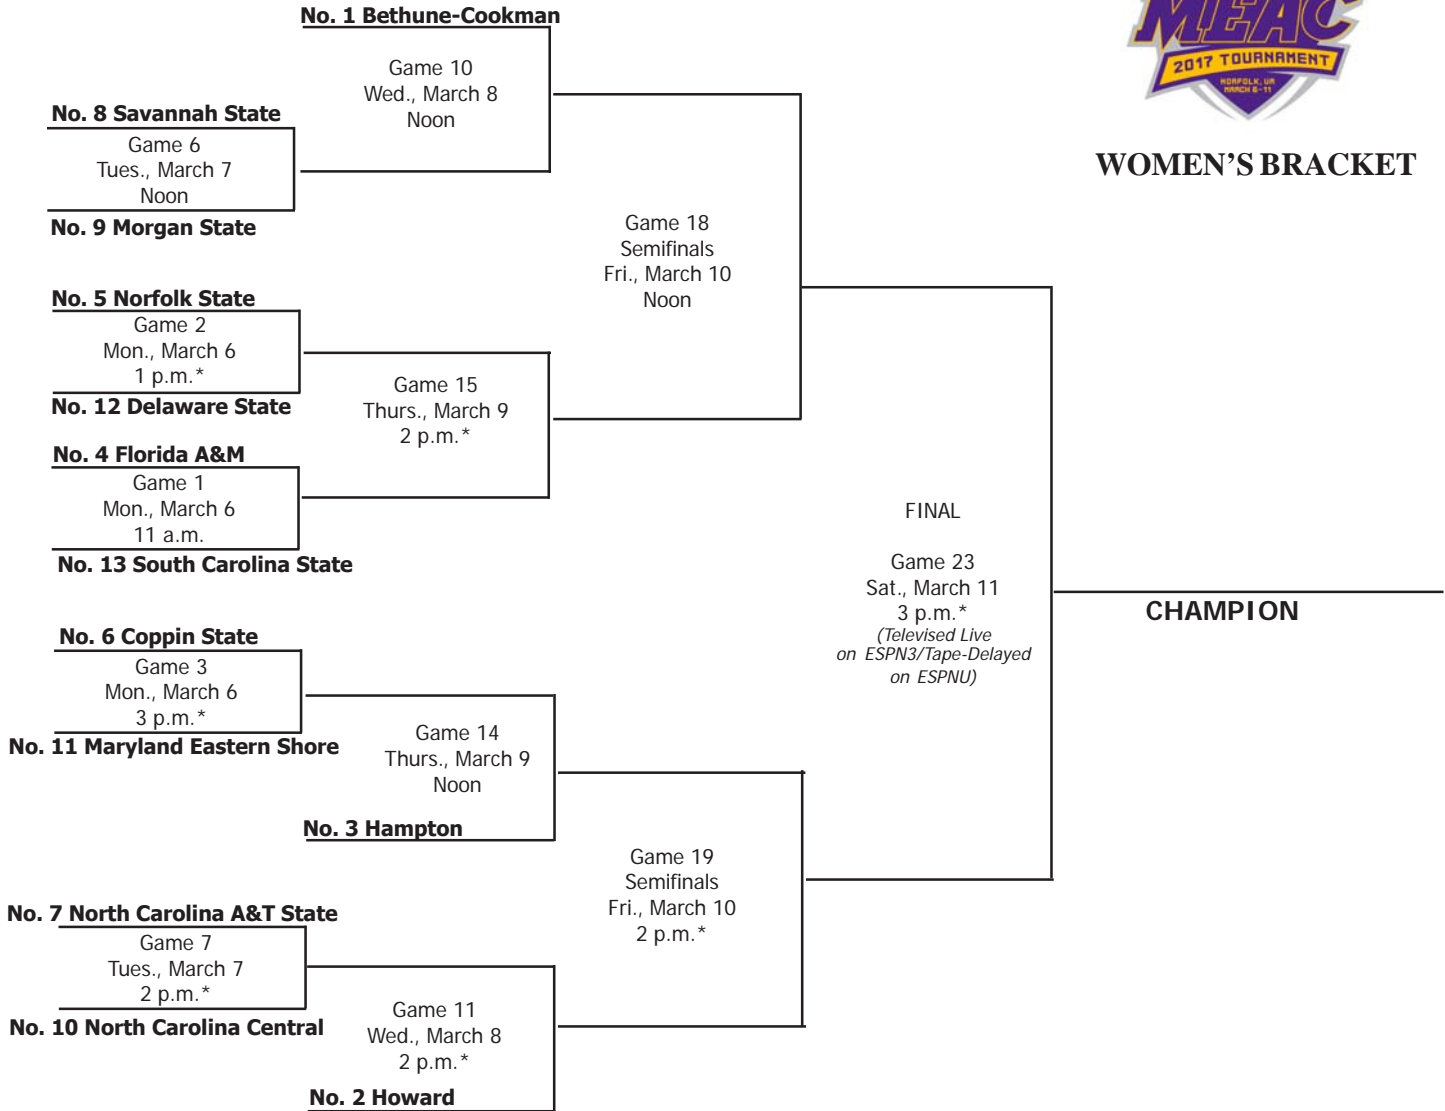 MEAC
2017 TOURNAMENT
NORFOLK, VA
MARCH 6-11
WOMEN'S BRACKET
No. 1 Bethune-Cookman
Game 10
Wed., March 8
Noon
No. 8 Savannah State
Game 6
Tues., March 7
Noon
No. 9 Morgan State
Game 18
Semifinals
Fri., March 10
Noon
No. 5 Norfolk State
Game 2
Mon., March 6
1 p.m.*
No. 12 Delaware State
Game 15
Thurs., March 9
2 p.m.*
No. 4 Florida A&M
Game 1
Mon., March 6
11 a.m.
No. 13 South Carolina State
FINAL
Game 23
Sat., March 11
3 p.m.*
(Televised Live
on ESPN3/Tape-Delayed
on ESPNU)
CHAMPION
No. 6 Coppin State
Game 3
Mon., March 6
3 p.m.*
No. 11 Maryland Eastern Shore
Game 14
Thurs., March 9
Noon
No. 3 Hampton
Game 19
Semifinals
Fri., March 10
2 p.m.*
No. 7 North Carolina A&T State
Game 7
Tues., March 7
2 p.m.*
No. 10 North Carolina Central
Game 11
Wed., March 8
2 p.m.*
No. 2 Howard